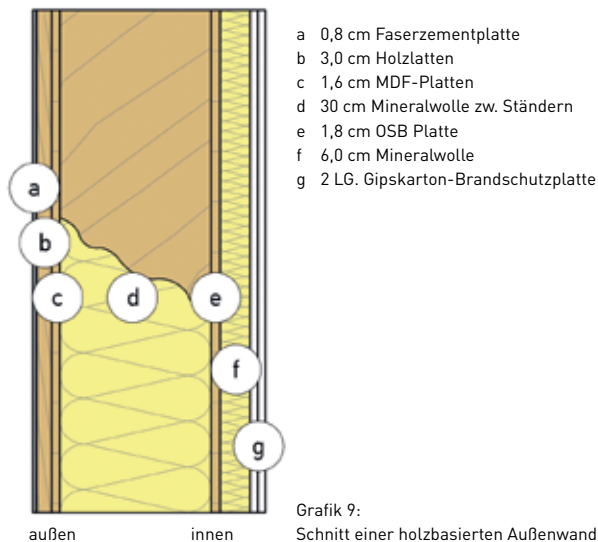 a 0,8 cm Faserzementplatte
b 3,0 cm Holzlatten
c 1,6 cm MDF-Platten
d 30 cm Mineralwolle zw. Ständern
e 1,8 cm OSB Platte
f 6,0 cm Mineralwolle
g 2 LG. Gipskarton-Brandschutzplatte
a
b
c
d
e
f
g
außen innen
Grafik 9:
Schnitt einer holzbasierten Außenwand